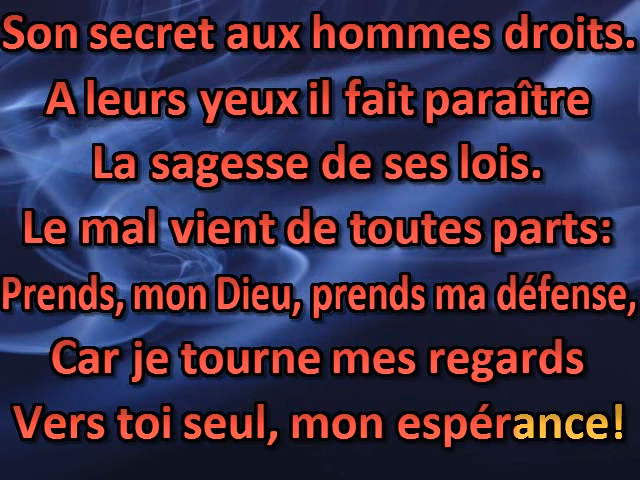 Son secret aux hommes droits.
A leurs yeux il fait paraître
La sagesse de ses lois.
Le mal vient de toutes parts:
Prends, mon Dieu, prends ma défense,
Car je tourne mes regards
Vers toi seul, mon espérance!